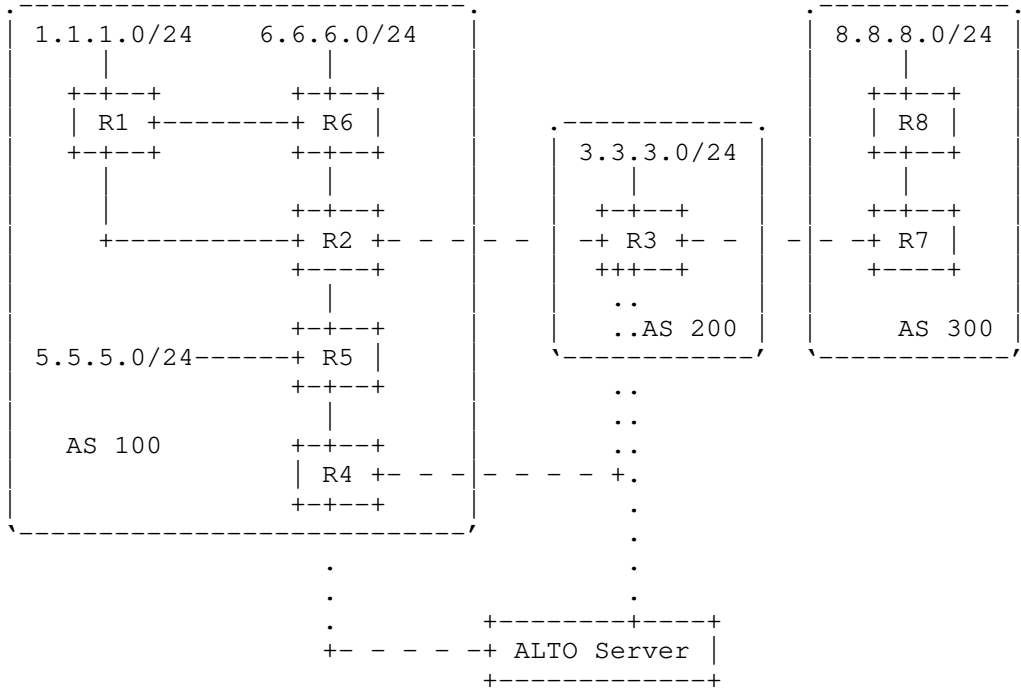 1.1.1.0/24 6.6.6.0/24 8.8.8.0/24
R1 R6 R8
3.3.3.0/24
R2 R3 R7
AS 200 AS 300
5.5.5.0/24 R5
AS 100
R4
ALTO Server